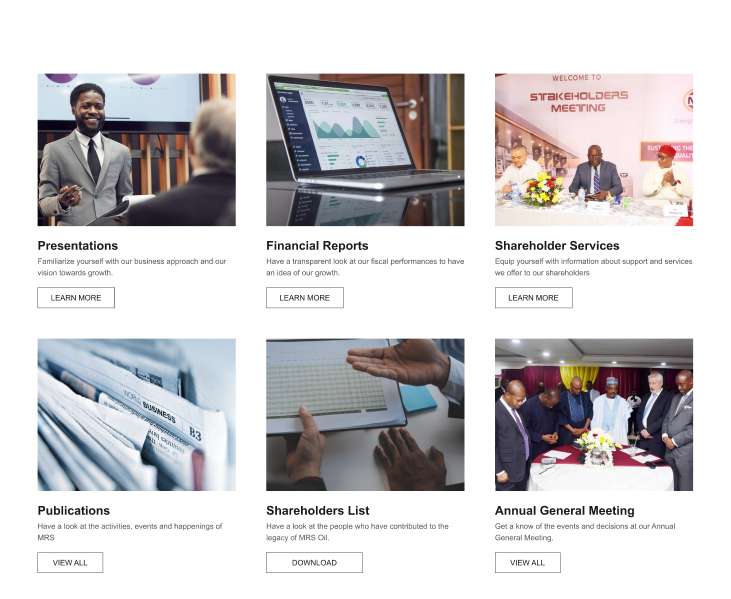 WELCOME TO
STAKEHOLDERS
MEETING
Presentations
Familiarize yourself with our business approach and our
vision towards growth.
LEARN MORE
Financial Reports
Have a transparent look at our fiscal performances to have
an idea of our growth.
LEARN MORE
Shareholder Services
Equip yourself with information about support and services
we offer to our shareholders
LEARN MORE
WORLD BUSINESS
B3
Publications
Have a look at the activities, events and happenings of
MRS
VIEW ALL
Shareholders List
Have a look at the people who have contributed to the
legacy of MRS Oil.
DOWNLOAD
Annual General Meeting
Get a know of the events and decisions at our Annual
General Meeting.
VIEW ALL